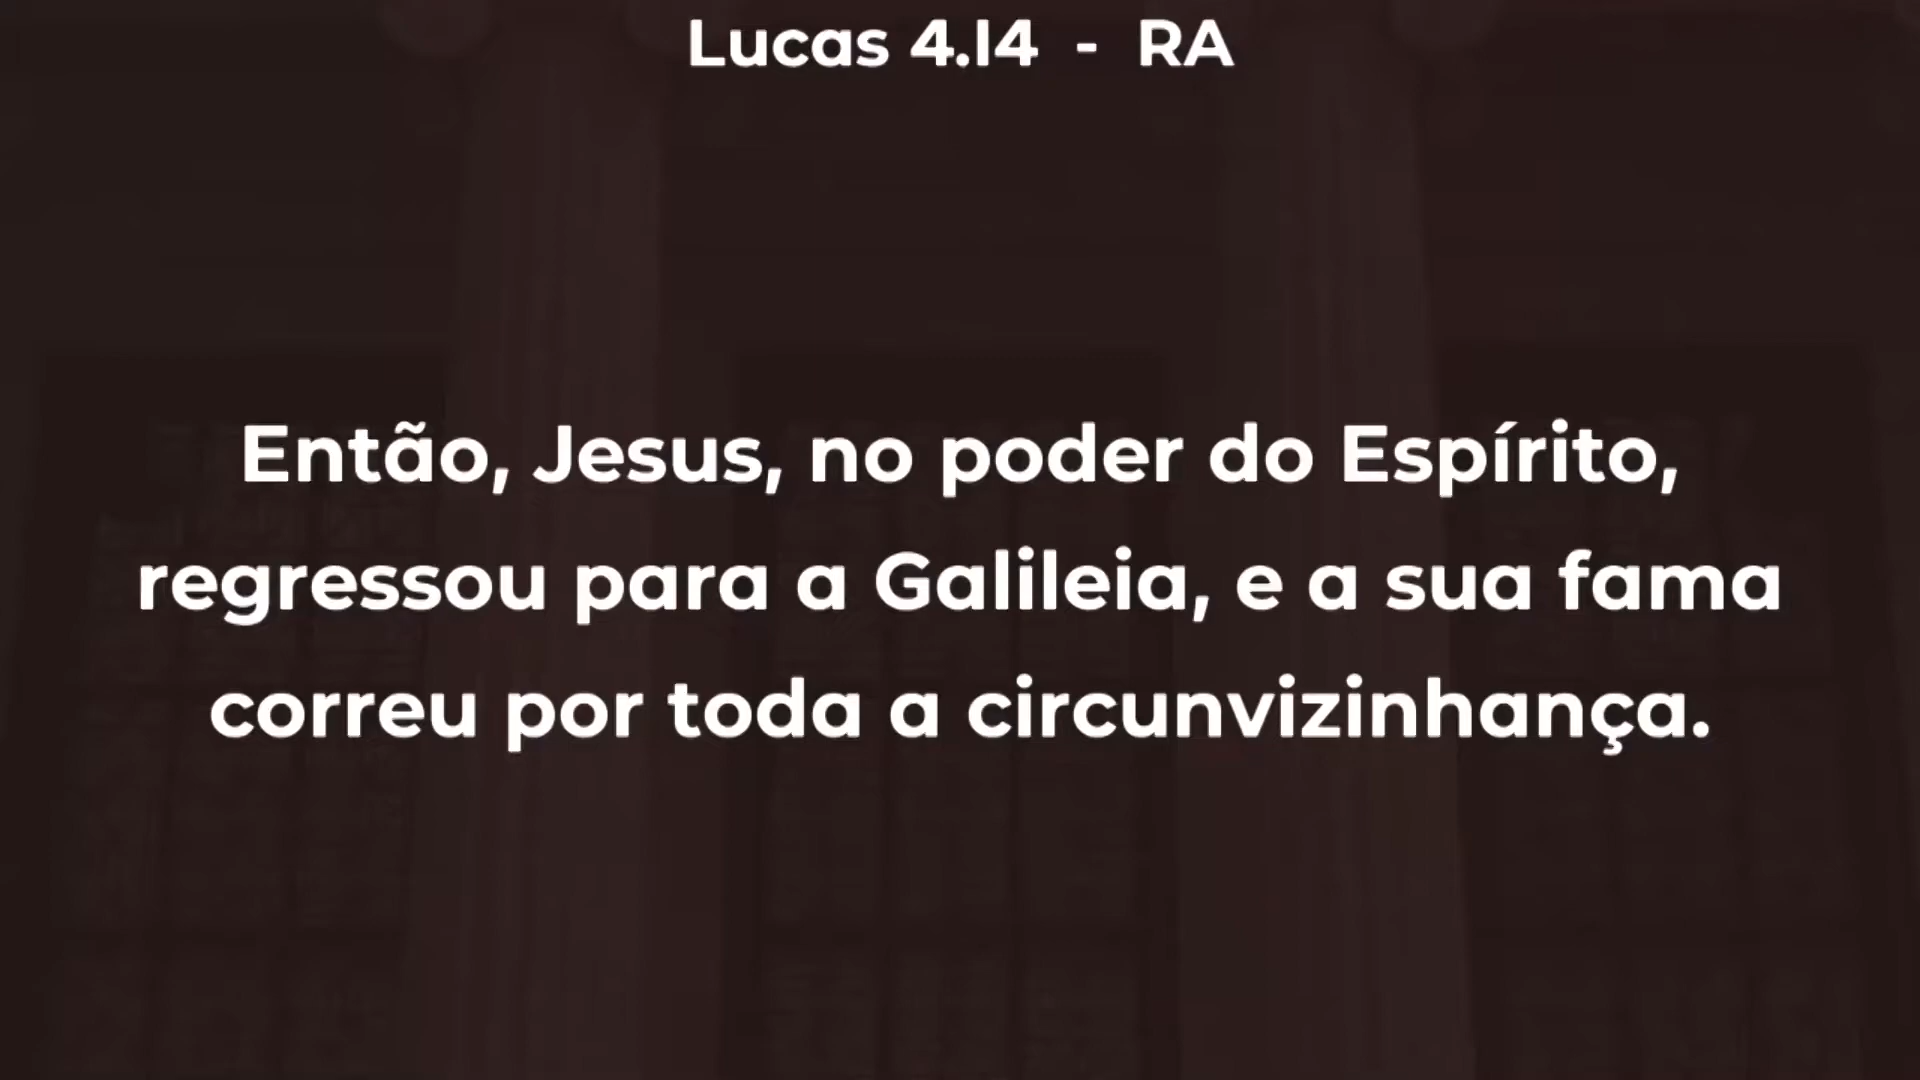 Lucas 4.14 - RA
Então, Jesus, no poder do Espírito,
regressou para a Galileia, e a sua fama
correu por toda a circunvizinhança.